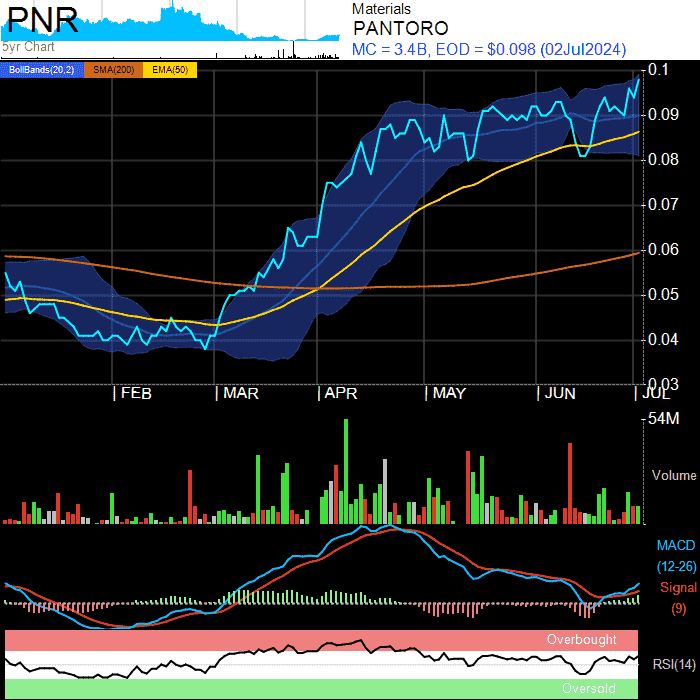 PNR
5yr Chart
Materials
PANTORO
MC = 3.4B, EOD = $0.098 (02Jul2024)
BollBands(20,2) SMA(200) EMA(50)
0.1
0.09
0.08
0.07
0.06
0.05
0.04
0.03
FEB MAR APR MAY JUN JUL
54M
Volume
MACD
(12-26)
Signal
(9)
Overbought
RSI(14)
Oversold